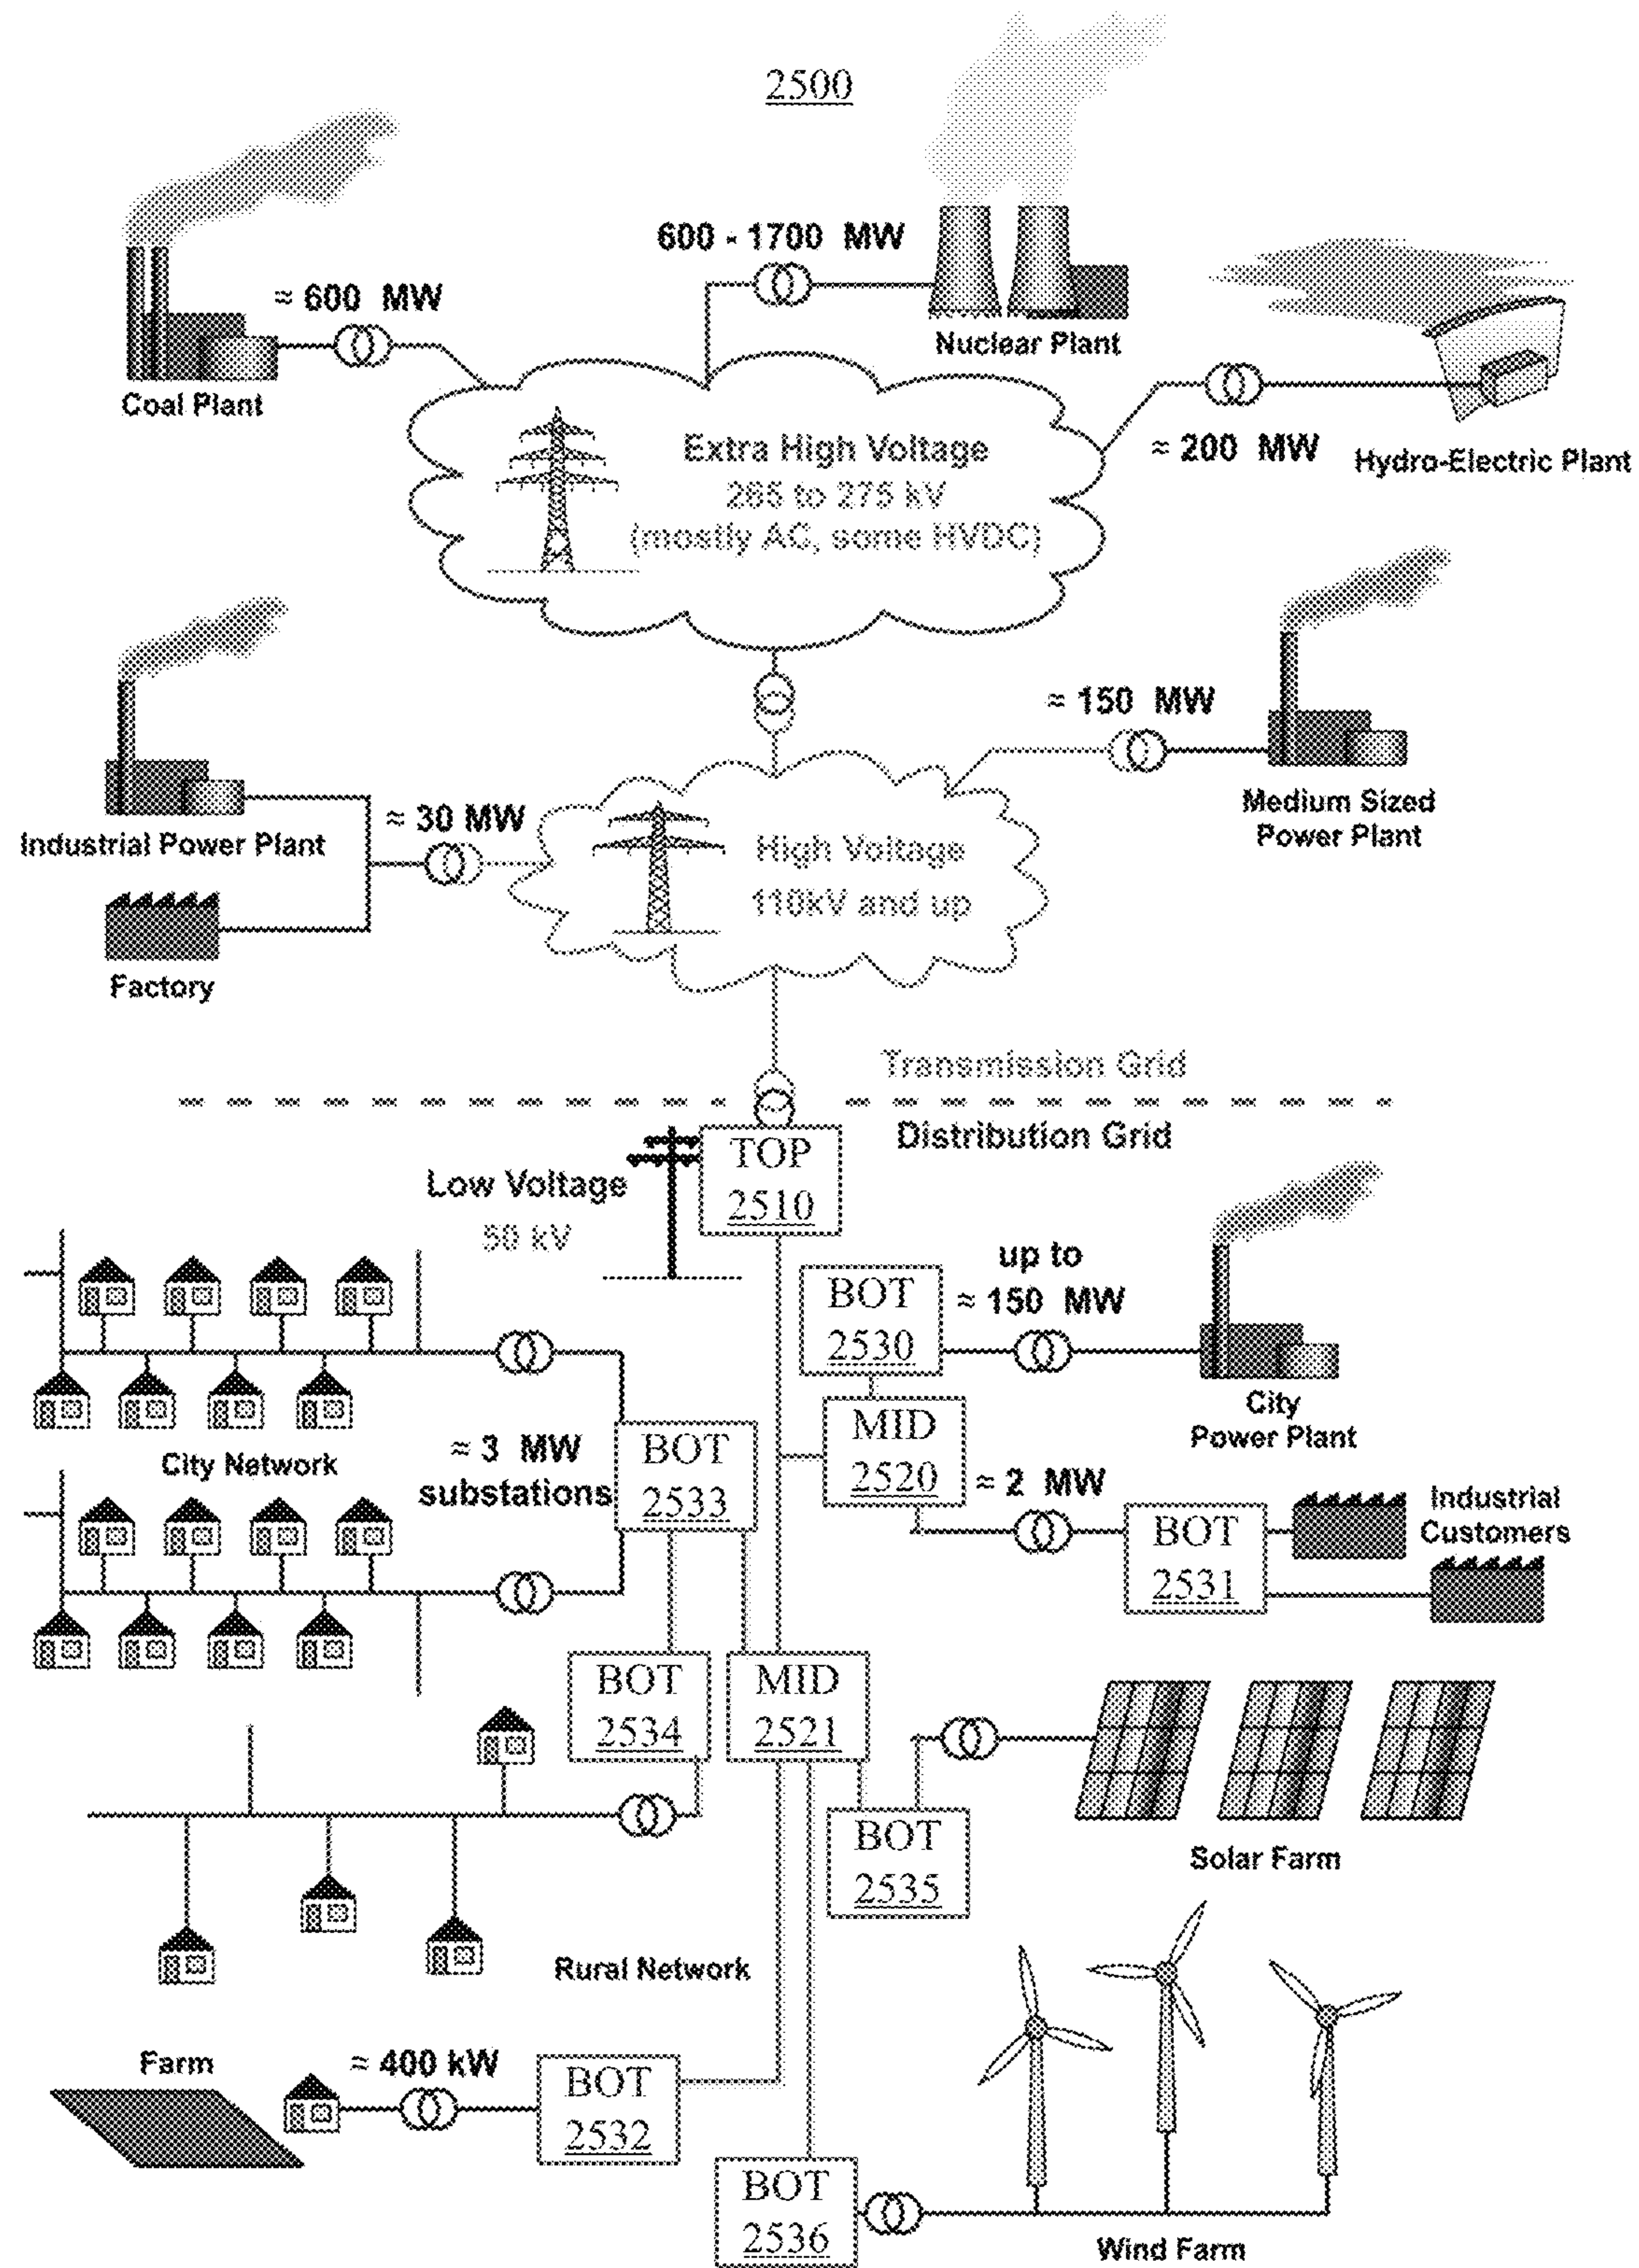 2500
600 - 1700 MW
≈ 600 MW
Nuclear Plant
Coal Plant
≈ 200 MW
Hydro-Electric Plant
Extra High Voltage
265 to 275 kV
(mostly AC, some HVDC)
≈ 150 MW
Medium Sized
Power Plant
≈ 30 MW
Industrial Power Plant
Factory
High Voltage
110kV and up
Transmission Grid
Distribution Grid
TOP
2510
Low Voltage
50 kV
BOT
2530
up to
≈ 150 MW
City
Power Plant
MID
2520
≈ 2 MW
BOT
2531
Industrial
Customers
City Network
≈ 3 MW
substations
BOT
2533
BOT
2534
MID
2521
BOT
2535
Solar Farm
Rural Network
Farm
≈ 400 kW
BOT
2532
BOT
2536
Wind Farm